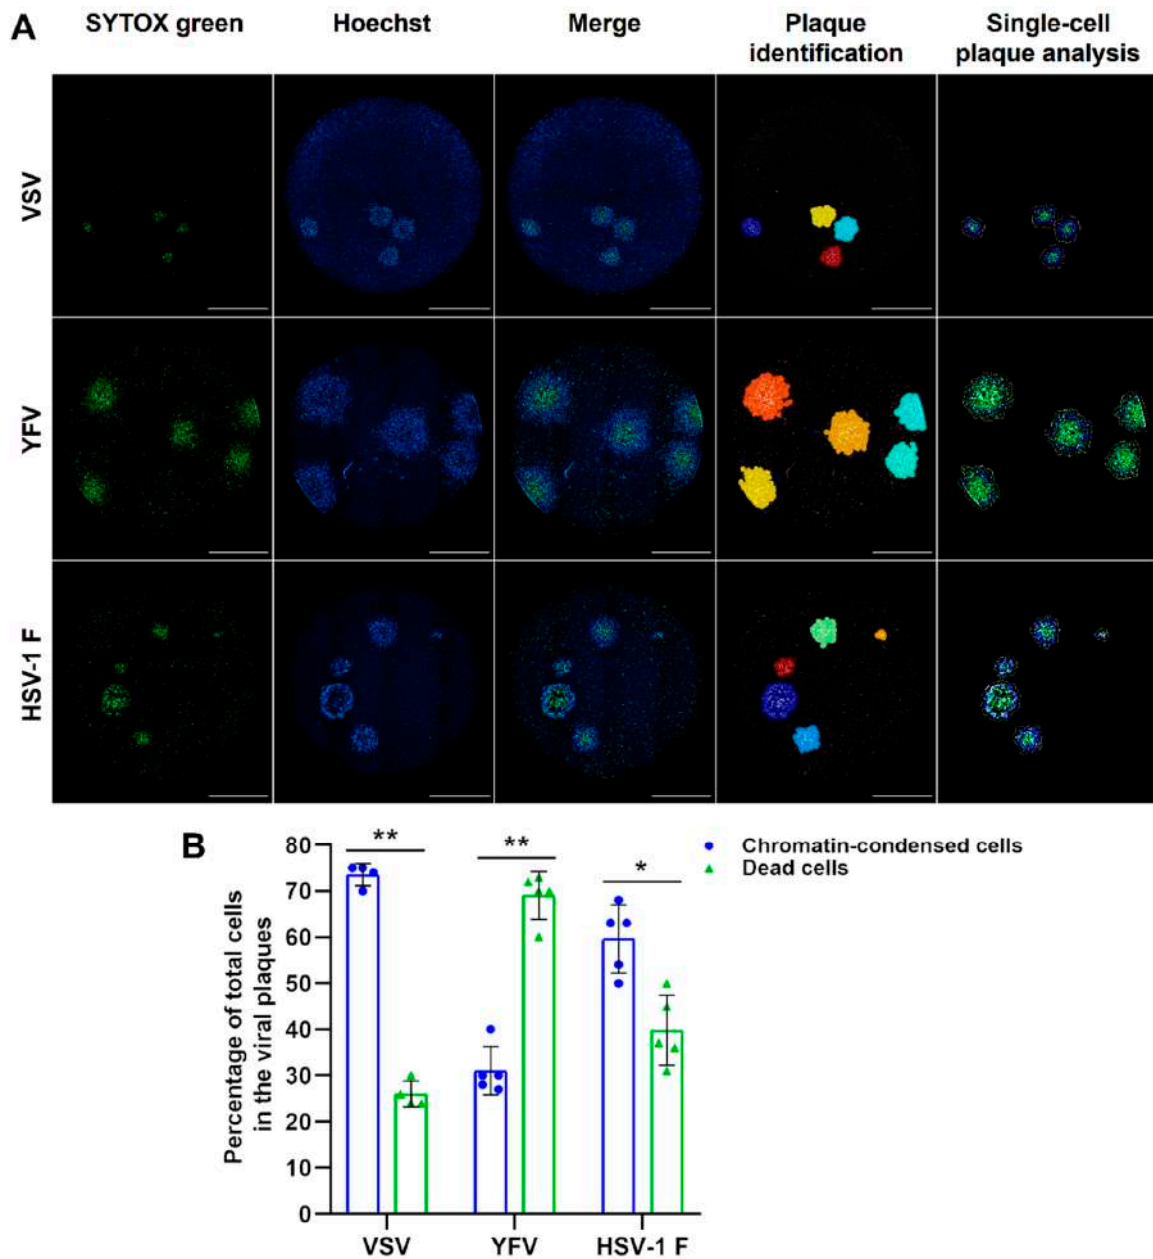 A
SYTOX green
Hoechst
Merge
Plaque
identification
Single-cell
plaque analysis
VSV
YFV
HSV-1 F
B
Percentage of total cells
in the viral plaques
80
70
60
50
40
30
20
10
0
**
**
*
Chromatin-condensed cells
Dead cells
VSV
YFV
HSV-1 F